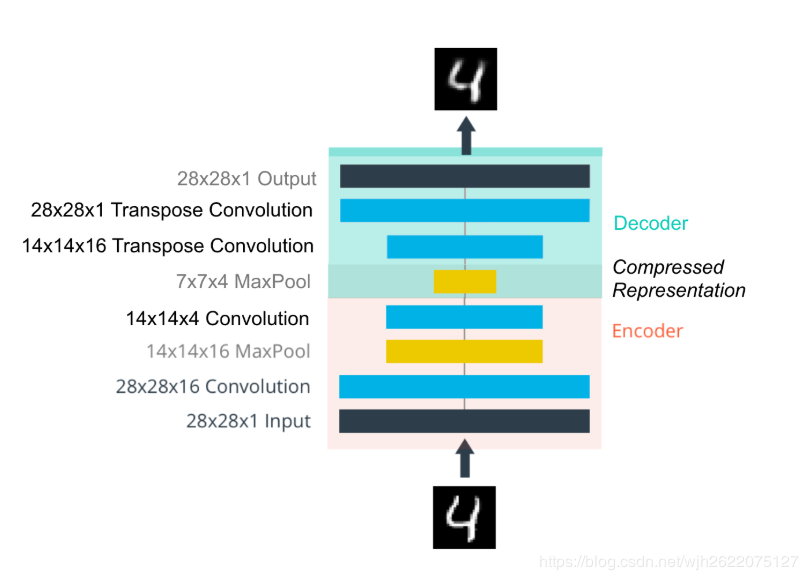 28x28x1 Output
28x28x1 Transpose Convolution
14x14x16 Transpose Convolution
Decoder
7x7x4 MaxPool
Compressed
Representation
14x14x4 Convolution
Encoder
14x14x16 MaxPool
28x28x16 Convolution
28x28x1 Input
4
4
https://blog.csdn.net/wjh2622075127